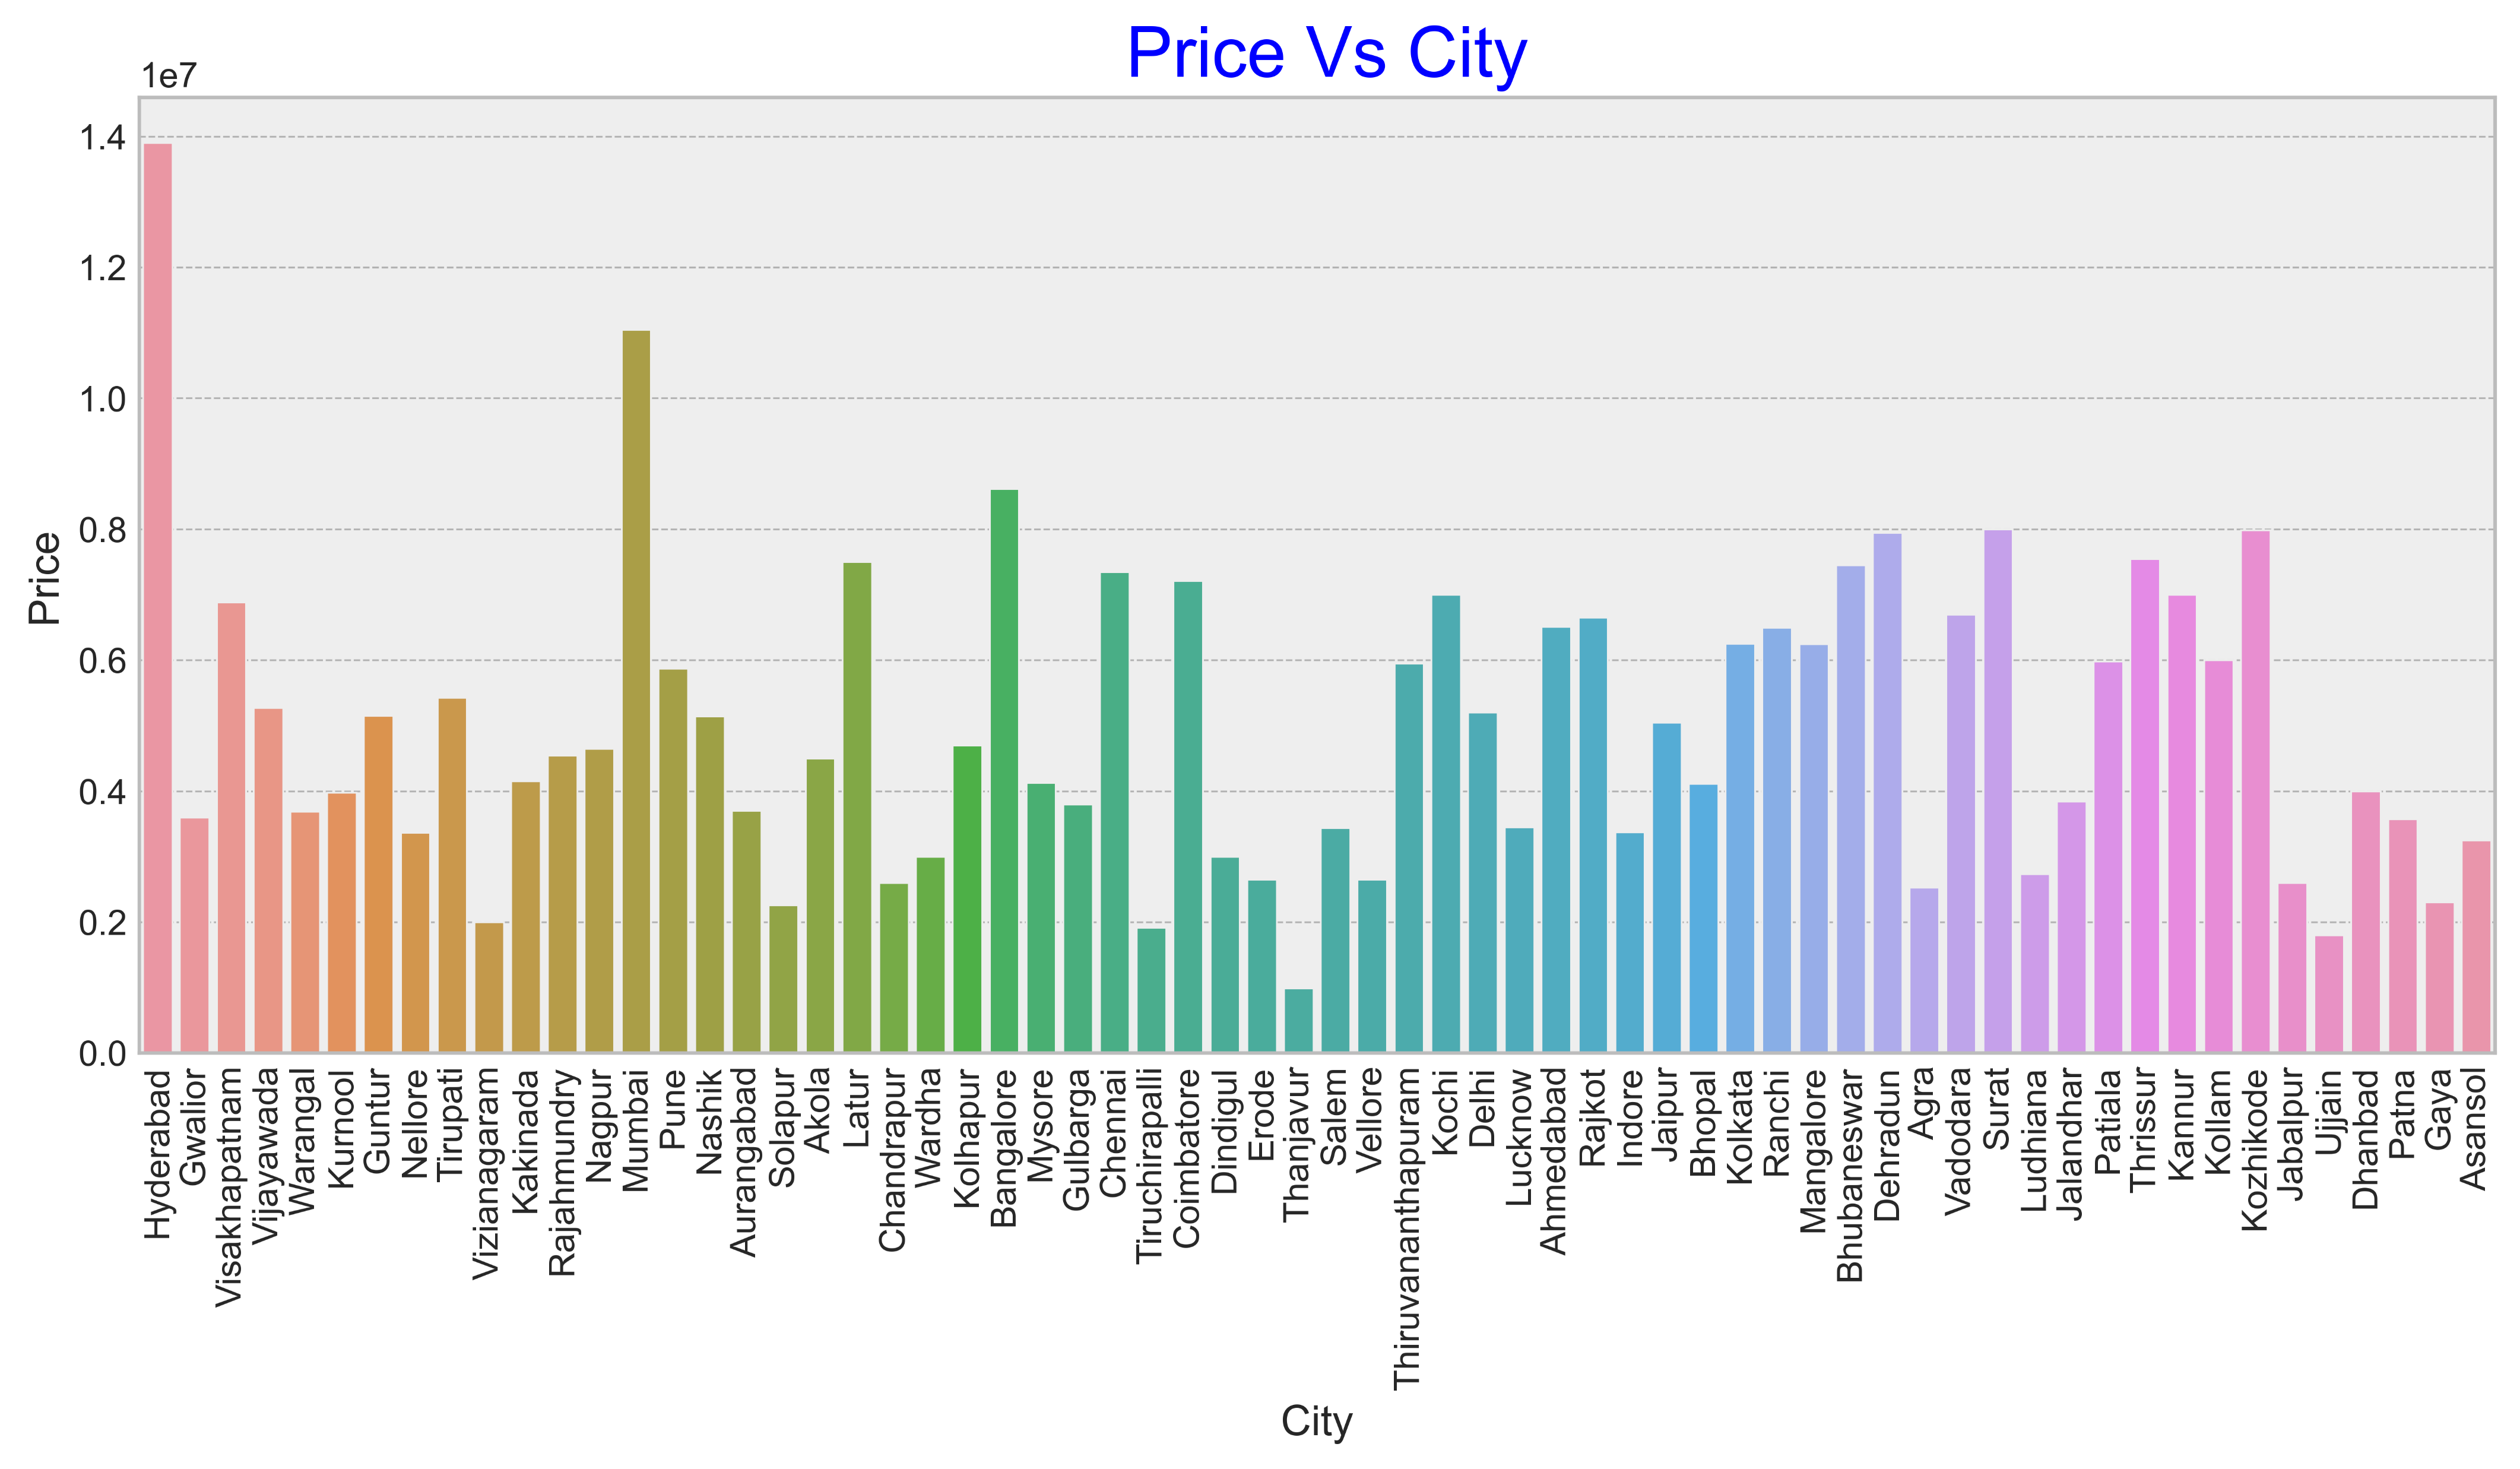 Price Vs City
1e7
1.4
1.2
1.0
0.8
0.6
0.4
0.2
0.0
Price
Hyderabad
Gwalior
Visakhapatnam
Vijayawada
Warangal
Kurnool
Guntur
Nellore
Tirupati
Vizianagaram
Kakinada
Rajahmundry
Nagpur
Mumbai
Pune
Nashik
Aurangabad
Solapur
Akola
Latur
Chandrapur
Wardha
Kolhapur
Bangalore
Mysore
Gulbarga
Chennai
Tiruchirapalli
Coimbatore
Dindigul
Erode
Thanjavur
Salem
Vellore
Thiruvananthapuram
Kochi
Delhi
Lucknow
Ahmedabad
Rajkot
Indore
Jaipur
Bhopal
Kolkata
Ranchi
Mangalore
Bhubaneswar
Dehradun
Agra
Vadodara
Surat
Ludhiana
Jalandhar
Patiala
Thrissur
Kannur
Kollam
Kozhikode
Jabalpur
Ujjain
Dhanbad
Patna
Gaya
Asansol
City